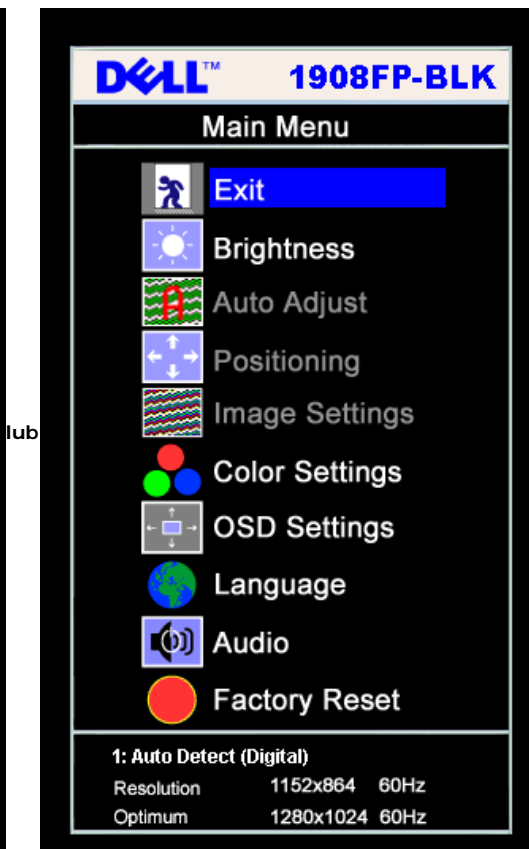 DELL™ 1908FP-BLK
Main Menu
Exit
Brightness
A
Auto Adjust
Positioning
Image Settings
lub
Color Settings
OSD Settings
Language
Audio
Factory Reset
1: Auto Detect (Digital)
Resolution 1152x864 60Hz
Optimum 1280x1024 60Hz